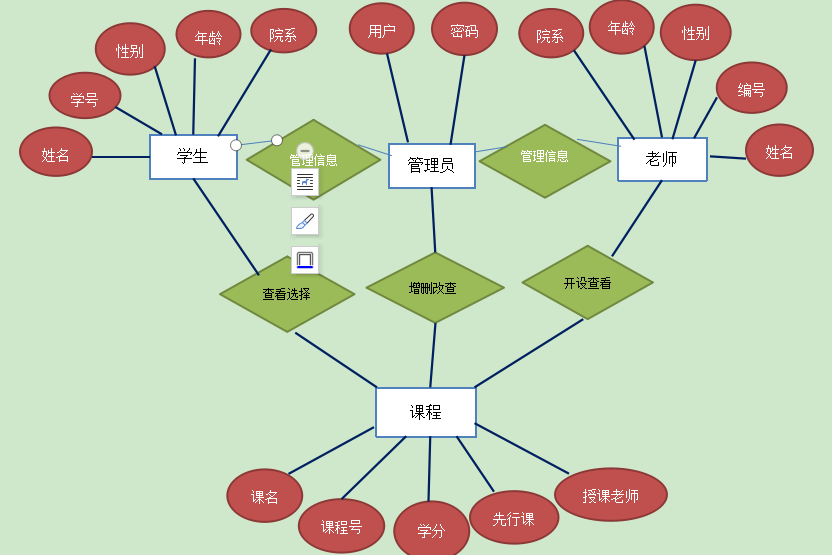 性别
年龄
院系
用户
密码
院系
年龄
性别
学号
编号
姓名
学生
管理信息
管理员
管理信息
老师
姓名
查看选择
增删改查
开设查看
课程
课名
课程号
学分
先行课
授课老师